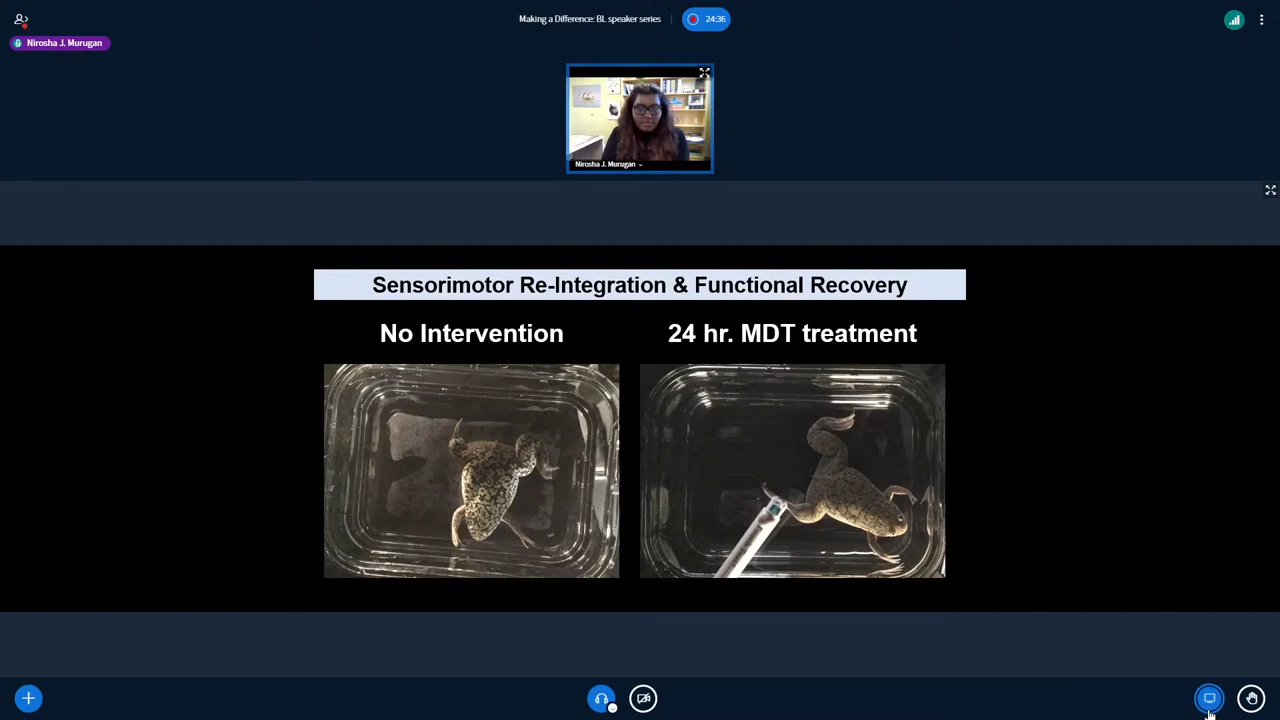 Making a Difference: BL speaker series
24:36
Nirosha J. Murugan
Nirosha J. Murugan
Sensorimotor Re-Integration & Functional Recovery
No Intervention
24 hr. MDT treatment